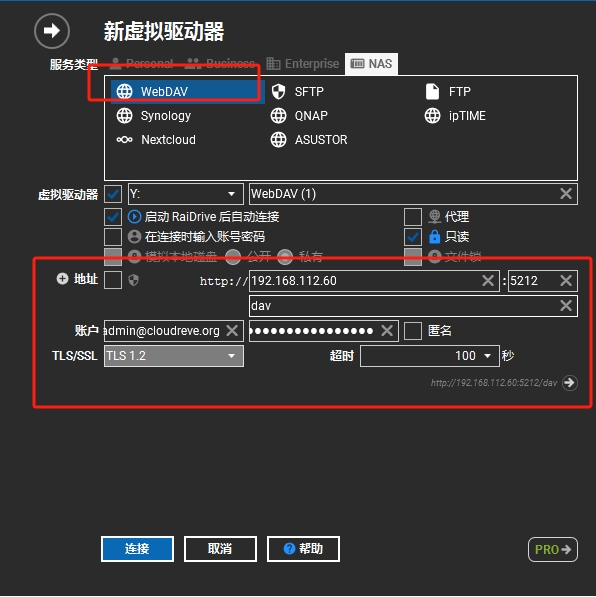 新虚拟驱动器
服务类型 Personal Business Enterprise NAS
WebDAV SFTP FTP
Synology QNAP ipTIME
Nextcloud ASUSTOR
虚拟驱动器 Y: WebDAV (1)
启动 RaiDrive 后自动连接 代理
在连接时输入账号密码 只读
模拟本地磁盘 公开 私有 文件锁
地址 http:// 192.168.112.60 : 5212
dav
账户 admin@cloudreve.org ●●●●●●●●●●●●●●●● 匿名
TLS/SSL TLS 1.2 超时 100 秒
http://192.168.112.60:5212/dav
连接 取消 帮助 PRO